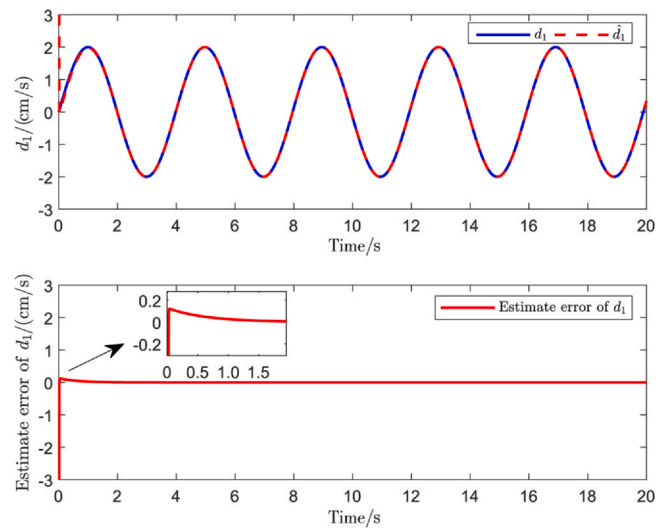 3
2
1
0
-1
-2
-3
d₁/(cm/s)
d₁ d̂₁
0 2 4 6 8 10 12 14 16 18 20
Time/s
3
2
1
0
-1
-2
-3
Estimate error of d₁/(cm/s)
0.2
0
-0.2
0 0.5 1.0 1.5
Estimate error of d₁
0 2 4 6 8 10 12 14 16 18 20
Time/s